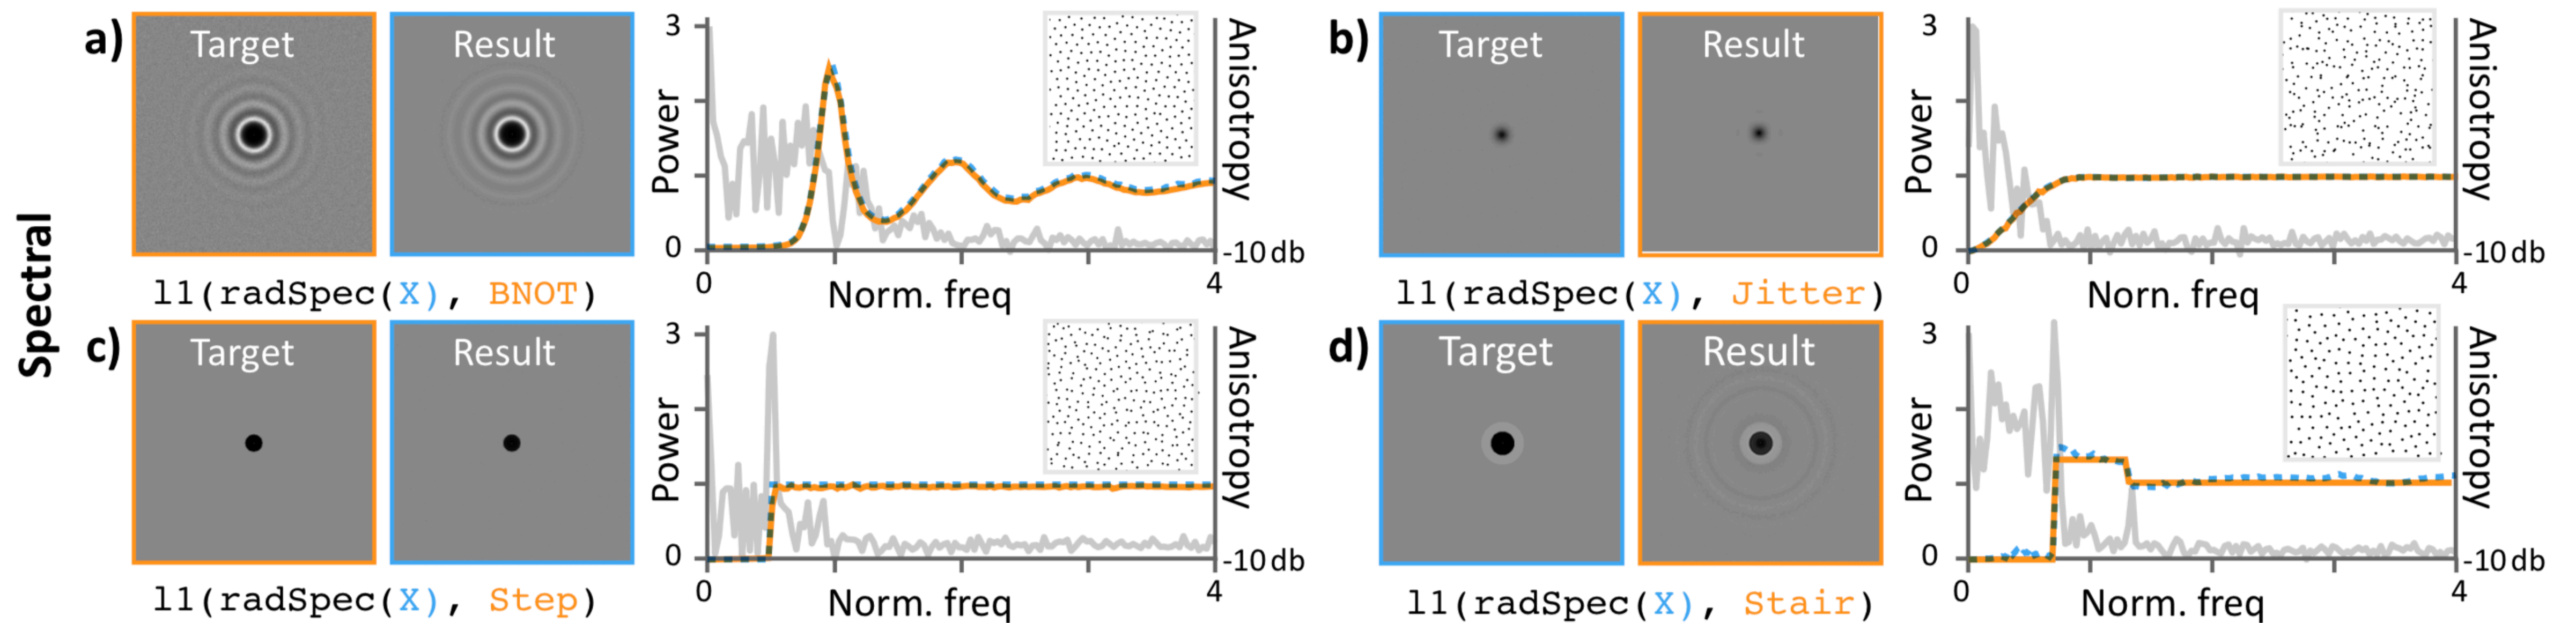 Spectral
a)
Target
Result
3
Power
0
Anisotropy
-10 db
0
Norm. freq
4
l1(radSpec(X), BNOT)
b)
Target
Result
3
Power
0
Anisotropy
-10 db
0
Norn. freq
4
l1(radSpec(X), Jitter)
c)
Target
Result
3
Power
0
Anisotropy
-10 db
0
Norm. freq
4
l1(radSpec(X), Step)
d)
Target
Result
3
Power
0
Anisotropy
-10 db
0
Norm. freq
4
l1(radSpec(X), Stair)